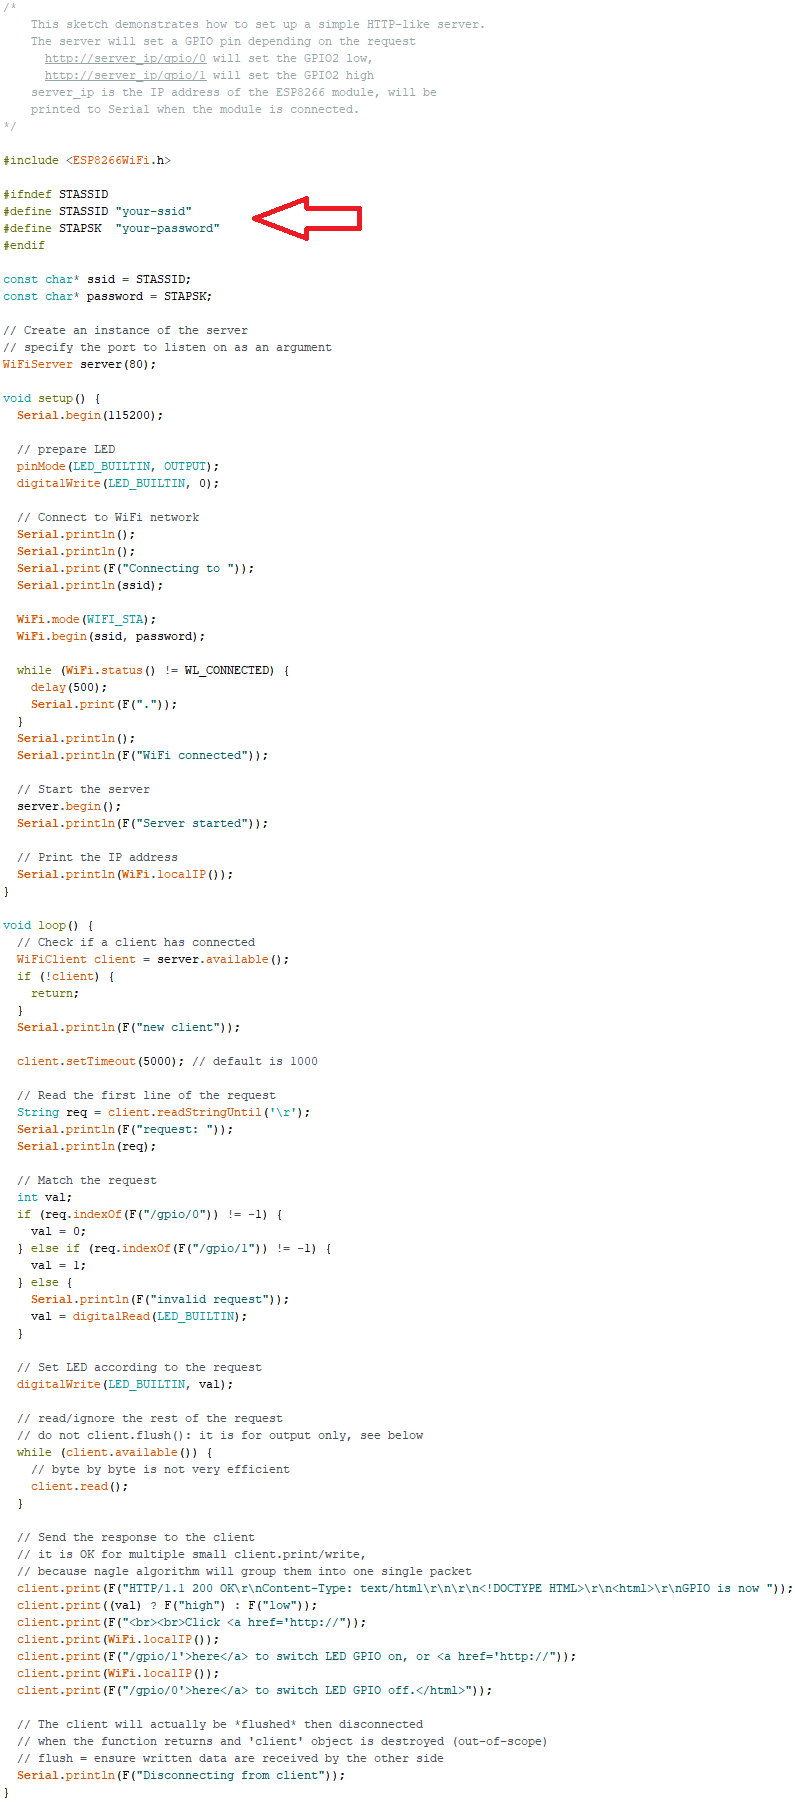 /*
    This sketch demonstrates how to set up a simple HTTP-like server.
    The server will set a GPIO pin depending on the request
      http://server_ip/gpio/0 will set the GPIO2 low,
      http://server_ip/gpio/1 will set the GPIO2 high
    server_ip is the IP address of the ESP8266 module, will be
    printed to Serial when the module is connected.
*/

#include <ESP8266WiFi.h>

#ifndef STASSID
#define STASSID "your-ssid"
#define STAPSK  "your-password"
#endif

const char* ssid = STASSID;
const char* password = STAPSK;

// Create an instance of the server
// specify the port to listen on as an argument
WiFiServer server(80);

void setup() {
  Serial.begin(115200);

  // prepare LED
  pinMode(LED_BUILTIN, OUTPUT);
  digitalWrite(LED_BUILTIN, 0);

  // Connect to WiFi network
  Serial.println();
  Serial.println();
  Serial.print(F("Connecting to "));
  Serial.println(ssid);

  WiFi.mode(WIFI_STA);
  WiFi.begin(ssid, password);

  while (WiFi.status() != WL_CONNECTED) {
    delay(500);
    Serial.print(F("."));
  }
  Serial.println();
  Serial.println(F("WiFi connected"));

  // Start the server
  server.begin();
  Serial.println(F("Server started"));

  // Print the IP address
  Serial.println(WiFi.localIP());
}

void loop() {
  // Check if a client has connected
  WiFiClient client = server.available();
  if (!client) {
    return;
  }
  Serial.println(F("new client"));

  client.setTimeout(5000); // default is 1000

  // Read the first line of the request
  String req = client.readStringUntil('\r');
  Serial.println(F("request: "));
  Serial.println(req);

  // Match the request
  int val;
  if (req.indexOf(F("/gpio/0")) != -1) {
    val = 0;
  } else if (req.indexOf(F("/gpio/1")) != -1) {
    val = 1;
  } else {
    Serial.println(F("invalid request"));
    val = digitalRead(LED_BUILTIN);
  }

  // Set LED according to the request
  digitalWrite(LED_BUILTIN, val);

  // read/ignore the rest of the request
  // do not client.flush(): it is for output only, see below
  while (client.available()) {
    // byte by byte is not very efficient
    client.read();
  }

  // Send the response to the client
  // it is OK for multiple small client.print/write,
  // because nagle algorithm will group them into one single packet
  client.print(F("HTTP/1.1 200 OK\r\nContent-Type: text/html\r\n\r\n<!DOCTYPE HTML>\r\n<html>\r\nGPIO is now "));
  client.print((val) ? F("high") : F("low"));
  client.print(F("<br><br>Click <a href='http://"));
  client.print(WiFi.localIP());
  client.print(F("/gpio/1'>here</a> to switch LED GPIO on, or <a href='http://"));
  client.print(WiFi.localIP());
  client.print(F("/gpio/0'>here</a> to switch LED GPIO off.</html>"));

  // The client will actually be *flushed* then disconnected
  // when the function returns and 'client' object is destroyed (out-of-scope)
  // flush = ensure written data are received by the other side
  Serial.println(F("Disconnecting from client"));
}